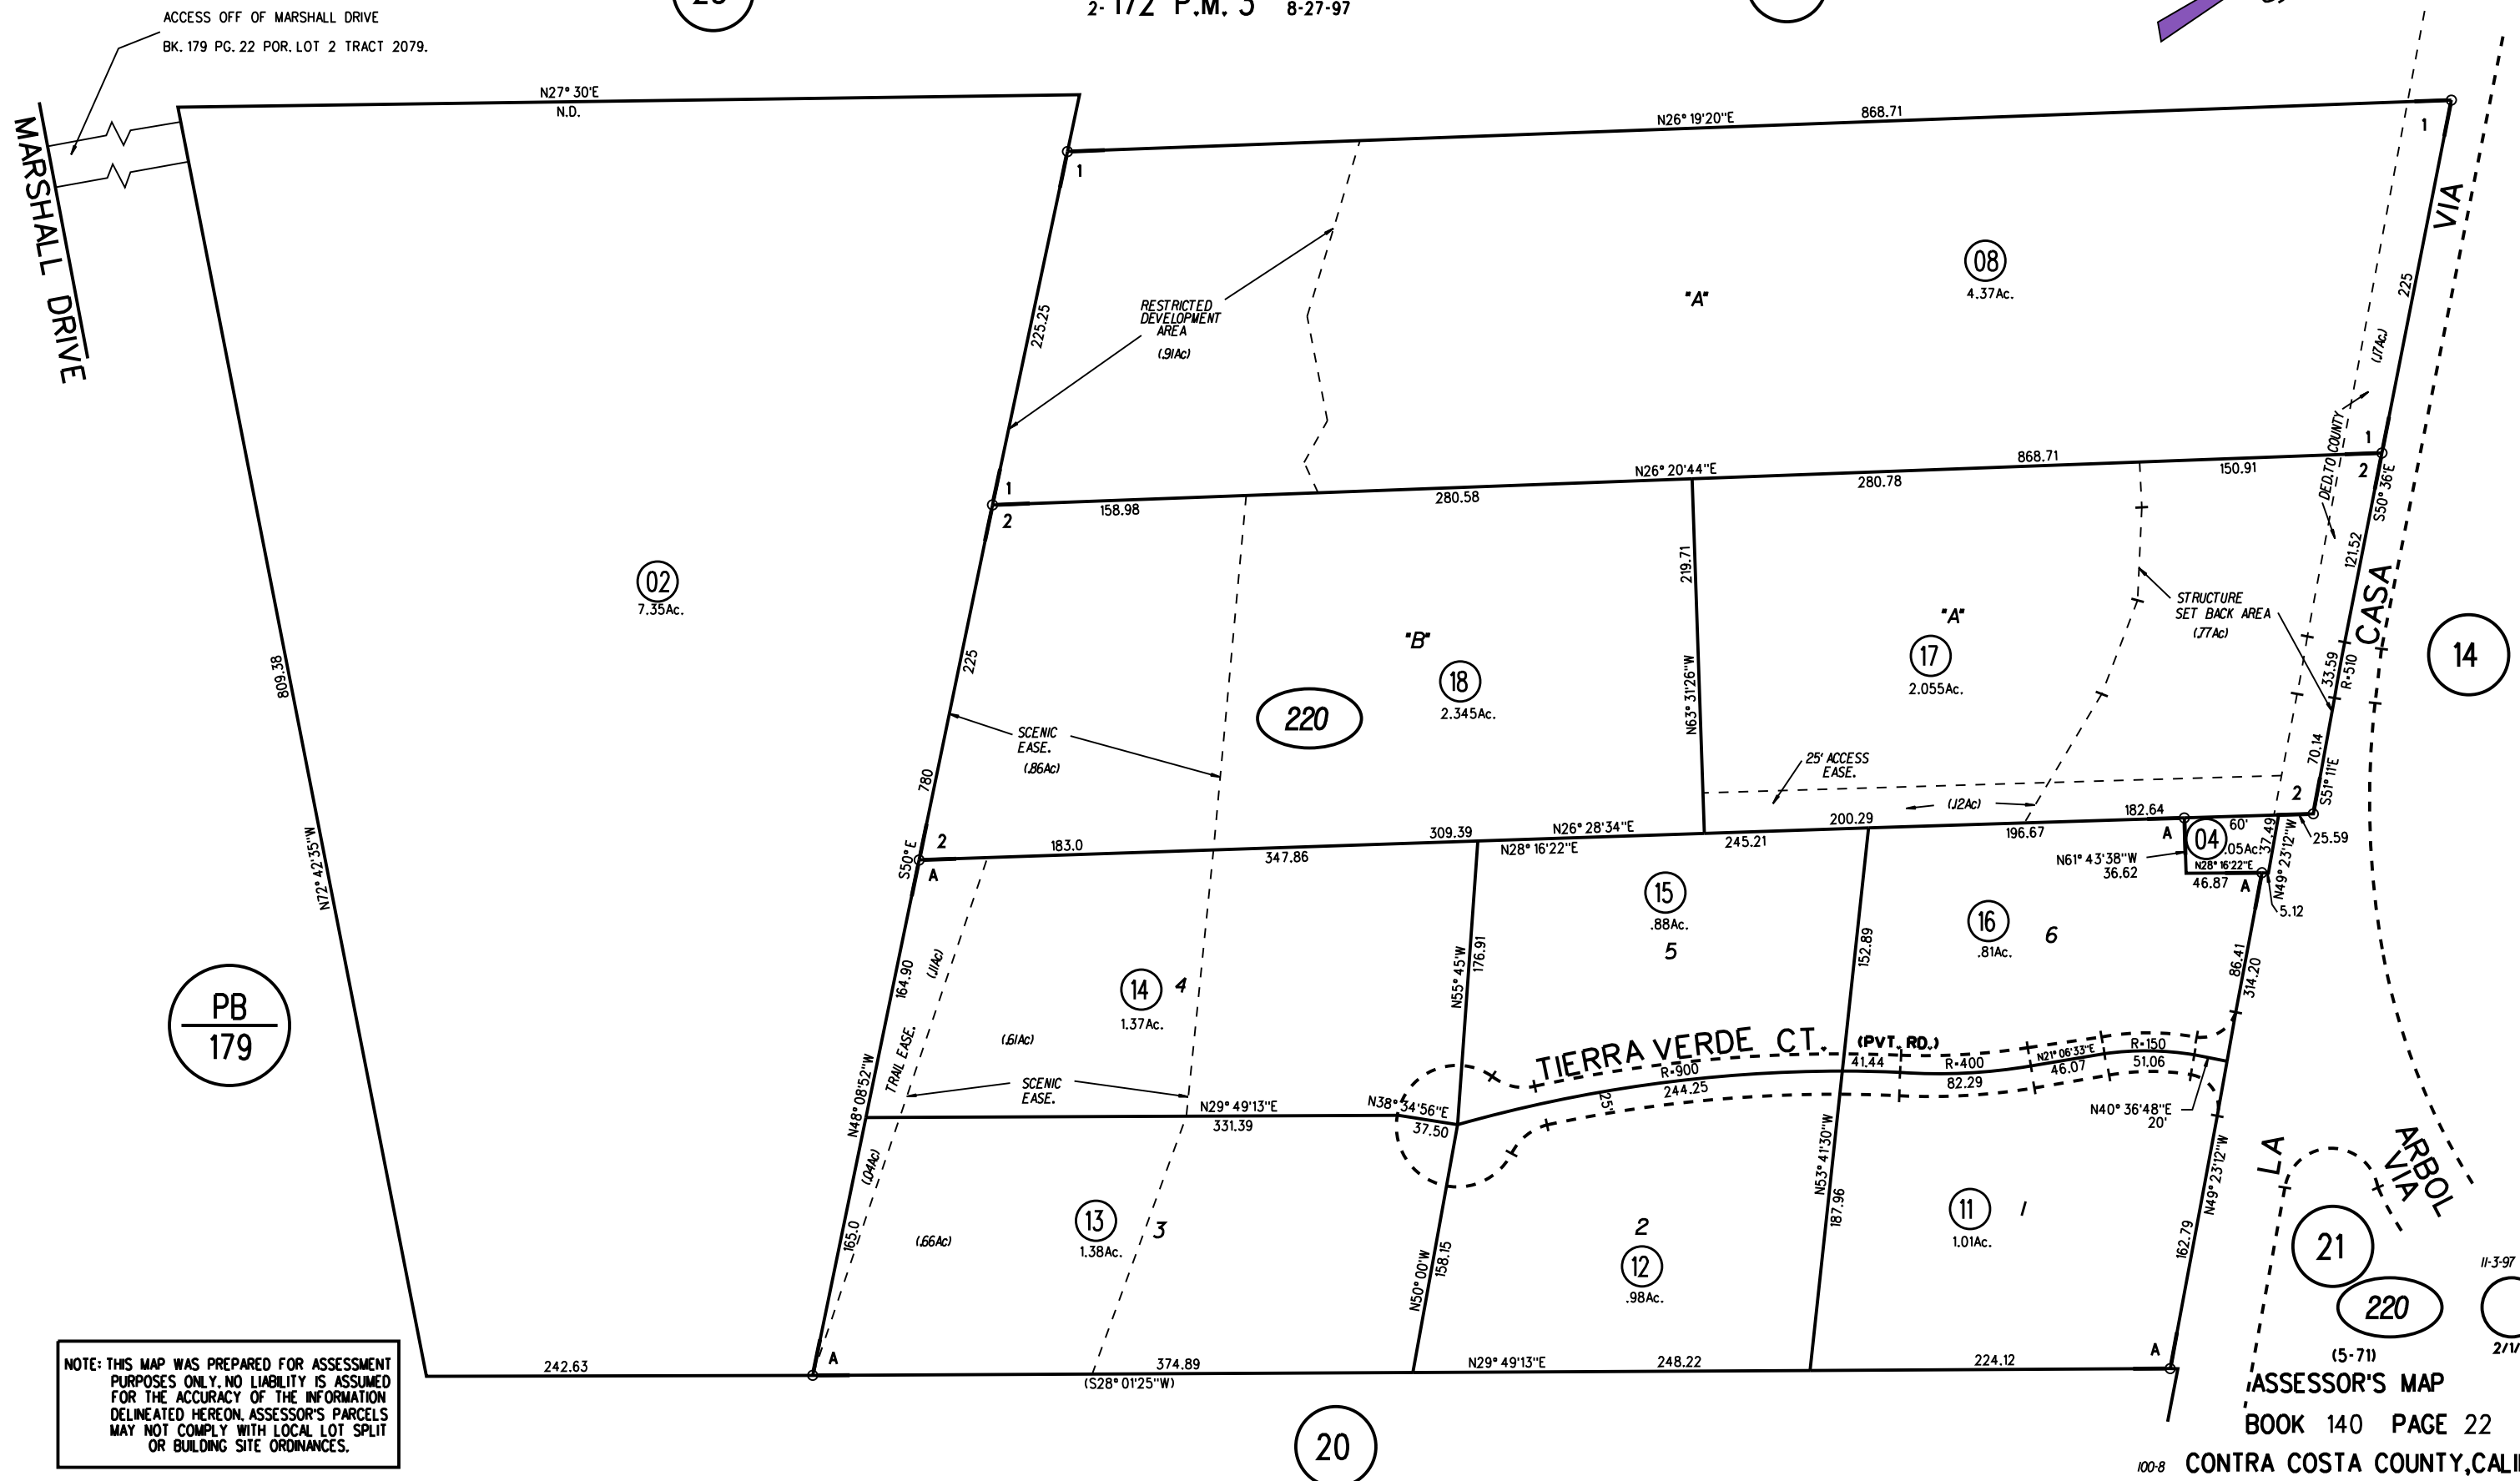 ACCESS OFF OF MARSHALL DRIVE
BK. 179 PG. 22 POR. LOT 2 TRACT 2079.
2- 172 P.M. 3 8-27-97
MARSHALL DRIVE
N27° 30'E
N.D.
N26° 19'20"E
868.71
1
1
VIA
225
(.17Ac)
DED. TO COUNTY
08
4.37Ac.
"A"
RESTRICTED
DEVELOPMENT
AREA
(.91Ac)
225.25
1
2
158.98
280.58
N26° 20'44"E
868.71
280.78
150.91
1
2
S50° 36'E
121.52
CASA
02
7.35Ac.
809.38
N72° 42'35"W
225
780
S50° E
SCENIC
EASE.
(.86Ac)
"B"
18
2.345Ac.
220
219.71
N63° 31'26"W
"A"
17
2.055Ac.
STRUCTURE
SET BACK AREA
(.77Ac)
33.59
R=510
70.14
S51° 11'E
14
25' ACCESS
EASE.
(.12Ac)
2
2
A
183.0
347.86
309.39
N26° 28'34"E
N28° 16'22"E
245.21
200.29
196.67
182.64
A
04
60'
.05Ac.
37.49
N49° 23'12"W
25.59
N61° 43'38"W
36.62
N28° 16'22"E
46.87
A
5.12
15
.88Ac.
5
16
.81Ac.
6
152.89
N55° 45'W
176.91
86.41
314.20
164.90
(.11Ac)
14
4
1.37Ac.
(.61Ac)
TRAIL EASE.
N48° 08'52"W
SCENIC
EASE.
PB
179
TIERRA VERDE CT. (PVT. RD.)
R=900
244.25
25'
41.44
R=400
82.29
N21° 06'33"E
46.07
R=150
51.06
N40° 36'48"E
20'
N29° 49'13"E
331.39
N38° 34'56"E
37.50
(.04Ac)
165.0
(.66Ac)
13
3
1.38Ac.
N50° 00'W
158.15
2
12
.98Ac.
N53° 41'30"W
187.96
11
1
1.01Ac.
N49° 23'12"W
162.79
LA
ARBOL
VIA
21
11-3-97
220
(5-71)
242.63
A
374.89
(S28° 01'25"W)
N29° 49'13"E
248.22
224.12
A
NOTE: THIS MAP WAS PREPARED FOR ASSESSMENT
PURPOSES ONLY. NO LIABILITY IS ASSUMED
FOR THE ACCURACY OF THE INFORMATION
DELINEATED HEREON. ASSESSOR'S PARCELS
MAY NOT COMPLY WITH LOCAL LOT SPLIT
OR BUILDING SITE ORDINANCES.
20
ASSESSOR'S MAP
BOOK 140 PAGE 22
100-8 CONTRA COSTA COUNTY, CALI